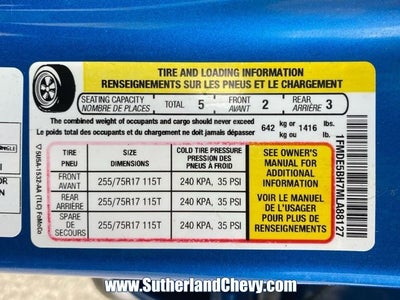 TIRE AND LOADING INFORMATION
RENSEIGNEMENTS SUR LES PNEUS ET LE CHARGEMENT
SEATING CAPACITY
NOMBRE DE PLACES
TOTAL 5
FRONT
AVANT 2
REAR
ARRIÈRE 3
The combined weight of occupants and cargo should never exceed
Le poids total des occupants et du chargement ne doit jamais dépasser
642 kg or
kg ou
1416 lbs.
lb.
TIRE
PNEU
SIZE
DIMENSIONS
COLD TIRE PRESSURE
PRESSION DES
PNEUS À FROID
FRONT
AVANT
255/75R17 115T
240 KPA, 35 PSI
REAR
ARRIÈRE
255/75R17 115T
240 KPA, 35 PSI
SPARE
DE
SECOURS
255/75R17 115T
240 KPA, 35 PSI
SEE OWNER'S
MANUAL FOR
ADDITIONAL
INFORMATION
VOIR LE MANUEL
DE L'USAGER
POUR PLUS DE
RENSEIGNEMENTS
1FMDE5BH7MLA88127
www.SutherlandChevy.com